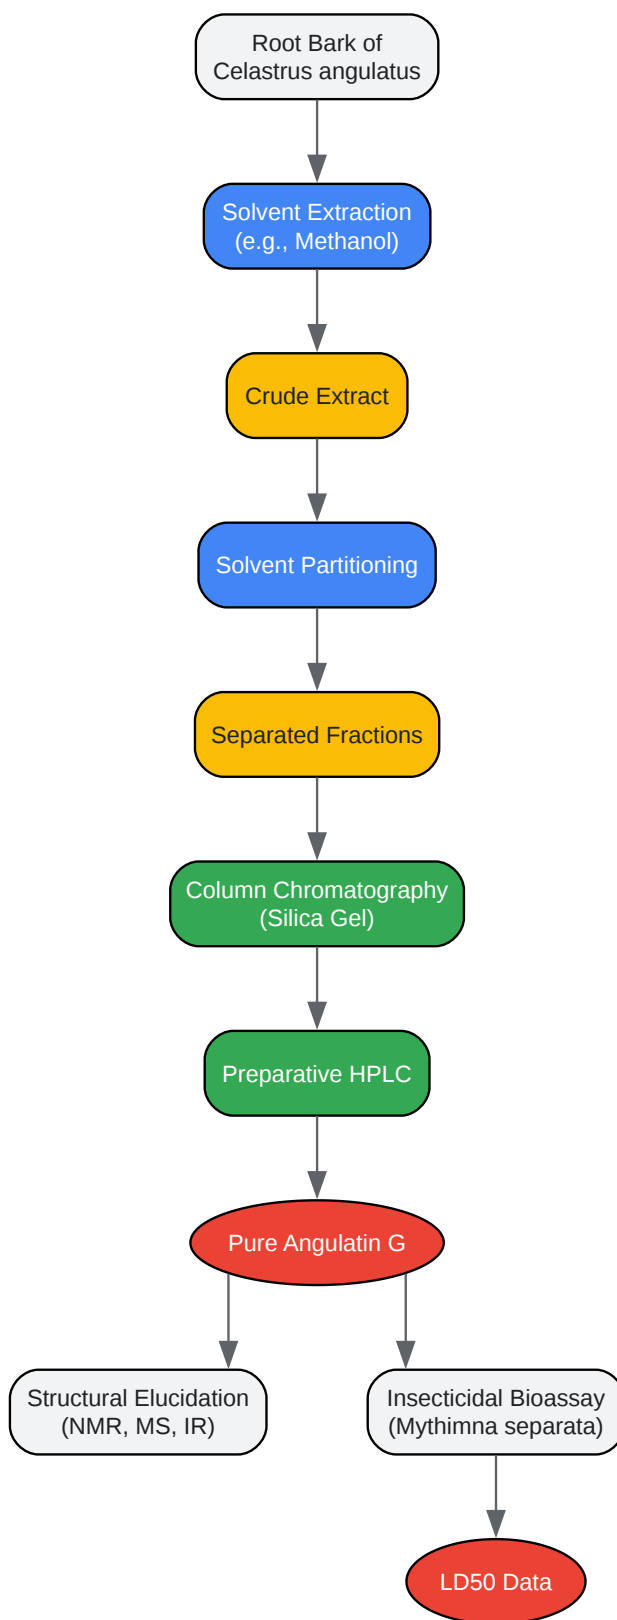 Root Bark of
Celastrus angulatus
Solvent Extraction
(e.g., Methanol)
Crude Extract
Solvent Partitioning
Separated Fractions
Column Chromatography
(Silica Gel)
Preparative HPLC
Pure Angulatin G
Structural Elucidation
(NMR, MS, IR)
Insecticidal Bioassay
(Mythimna separata)
LD50 Data